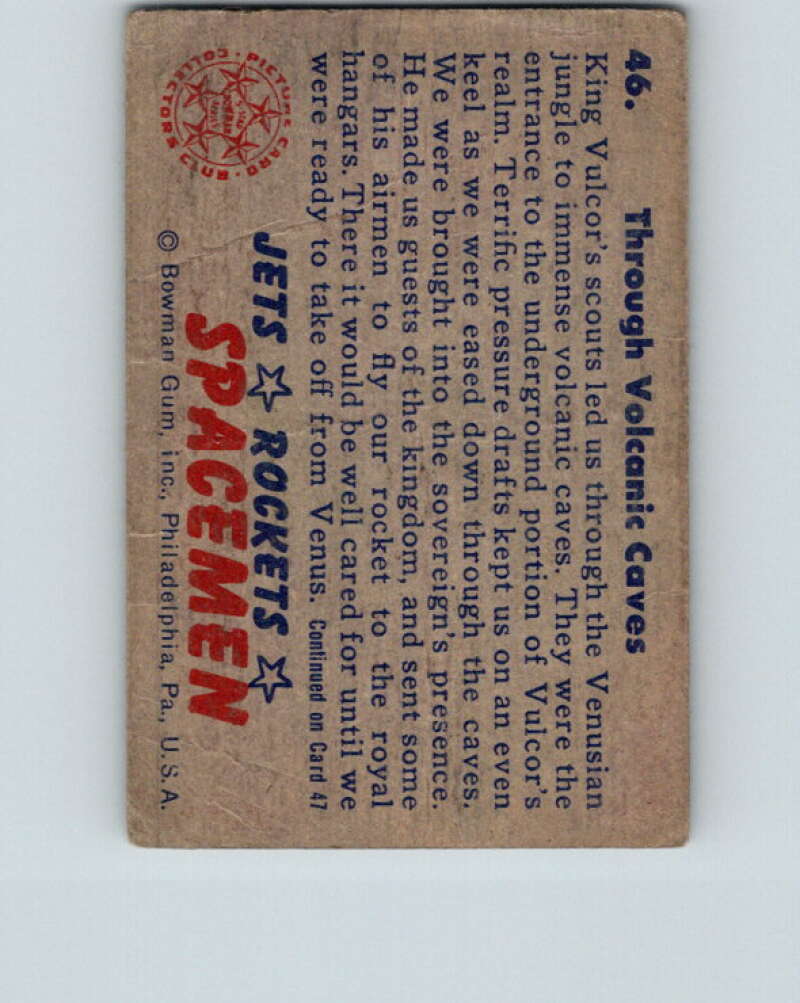 46. Through Volcanic Caves
King Vulcor's scouts led us through the Venusian
jungle to immense volcanic caves. They were the
entrance to the underground portion of Vulcor's
realm. Terrific pressure drafts kept us on an even
keel as we were eased down through the caves.
We were brought into the sovereign's presence.
He made us guests of the kingdom, and sent some
of his airmen to fly our rocket to the royal
hangars. There it would be well cared for until we
were ready to take off from Venus. Continued on Card 47
PICTURE CARD COLLECTORS CLUB
JETS ROCKETS
SPACEMEN
© Bowman Gum, inc., Philadelphia, Pa., U.S.A.